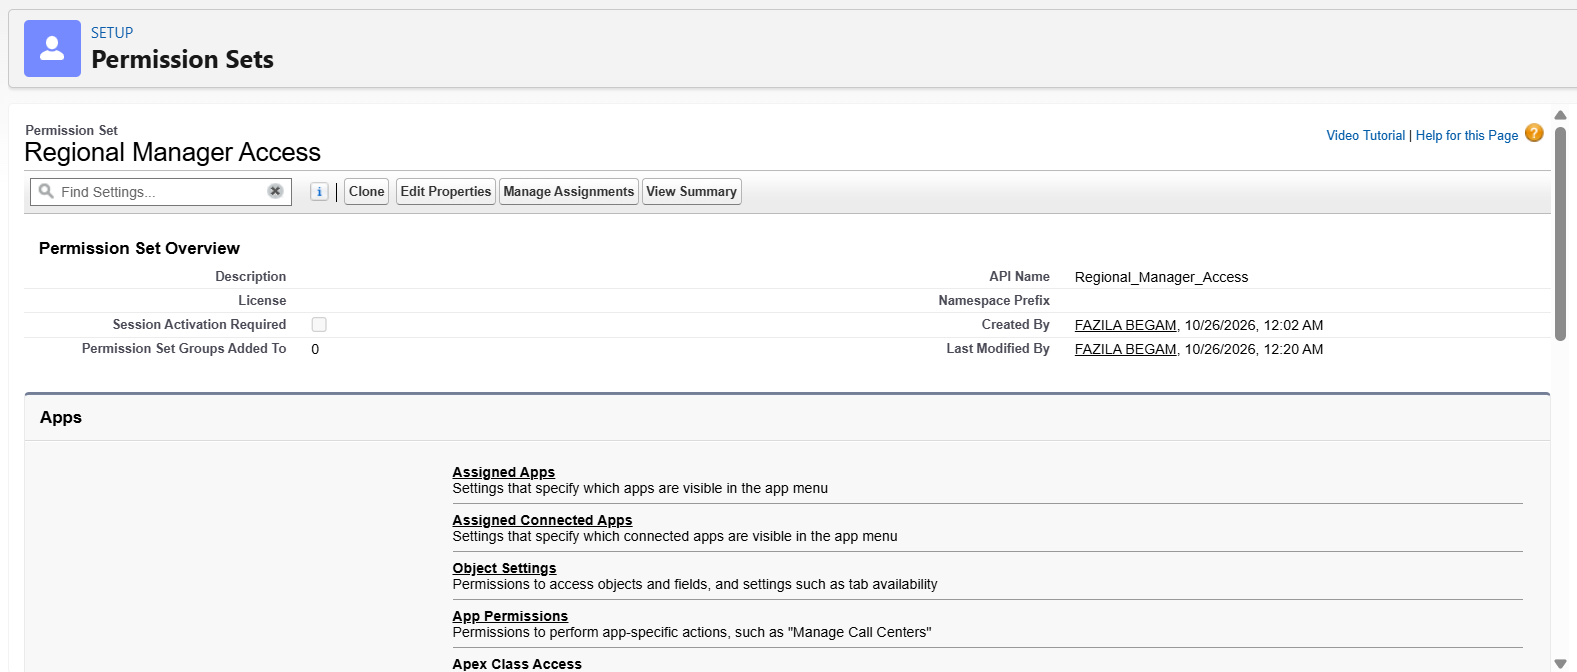 SETUP
Permission Sets
Permission Set
Regional Manager Access
Video Tutorial | Help for this Page ?
Find Settings...
i | Clone Edit Properties Manage Assignments View Summary
Permission Set Overview
Description API Name Regional_Manager_Access
License Namespace Prefix
Session Activation Required Created By FAZILA BEGAM, 10/26/2026, 12:02 AM
Permission Set Groups Added To 0 Last Modified By FAZILA BEGAM, 10/26/2026, 12:20 AM
Apps
Assigned Apps
Settings that specify which apps are visible in the app menu
Assigned Connected Apps
Settings that specify which connected apps are visible in the app menu
Object Settings
Permissions to access objects and fields, and settings such as tab availability
App Permissions
Permissions to perform app-specific actions, such as "Manage Call Centers"
Apex Class Access